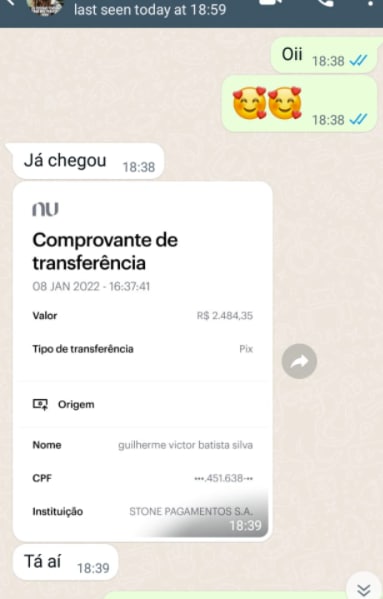 last seen today at 18:59
Oii 18:38
18:38
Já chegou 18:38
nu
Comprovante de
transferência
08 JAN 2022 - 16:37:41
Valor R$ 2.484,35
Tipo de transferência Pix
Origem
Nome guilherme victor batista silva
CPF •••.451.638-••
Instituição STONE PAGAMENTOS S.A.
18:39
Tá aí 18:39